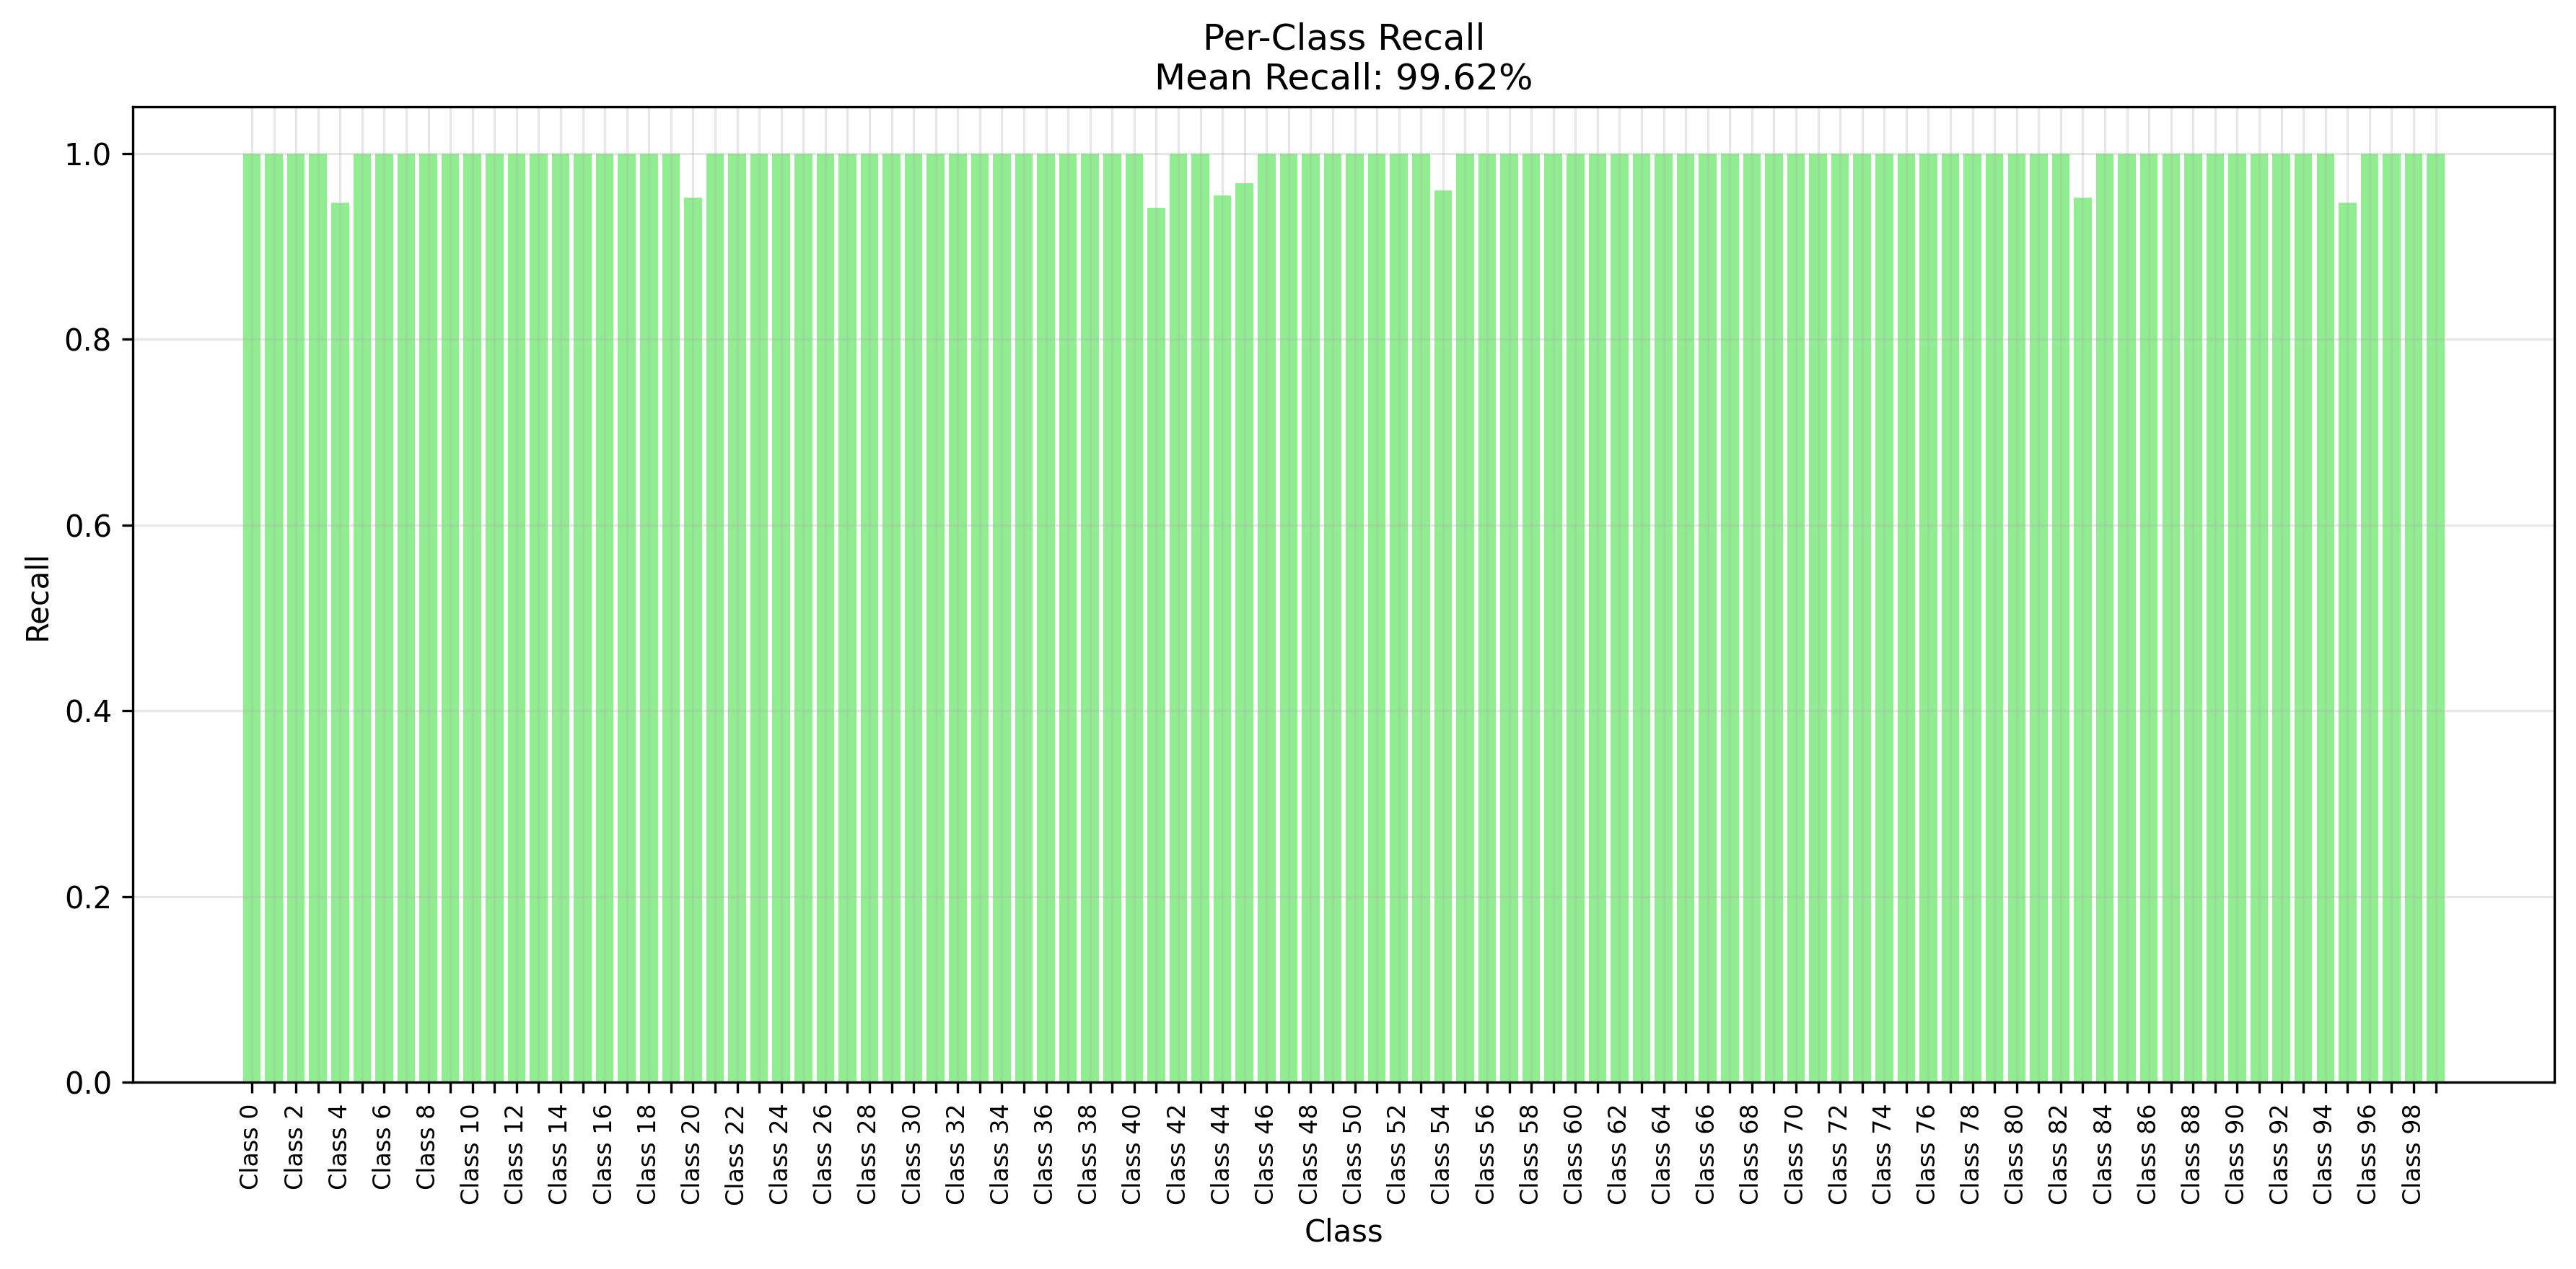 Per-Class Recall
Mean Recall: 99.62%
1.0
0.8
0.6
0.4
0.2
0.0
Recall
Class 0
Class 2
Class 4
Class 6
Class 8
Class 10
Class 12
Class 14
Class 16
Class 18
Class 20
Class 22
Class 24
Class 26
Class 28
Class 30
Class 32
Class 34
Class 36
Class 38
Class 40
Class 42
Class 44
Class 46
Class 48
Class 50
Class 52
Class 54
Class 56
Class 58
Class 60
Class 62
Class 64
Class 66
Class 68
Class 70
Class 72
Class 74
Class 76
Class 78
Class 80
Class 82
Class 84
Class 86
Class 88
Class 90
Class 92
Class 94
Class 96
Class 98
Class